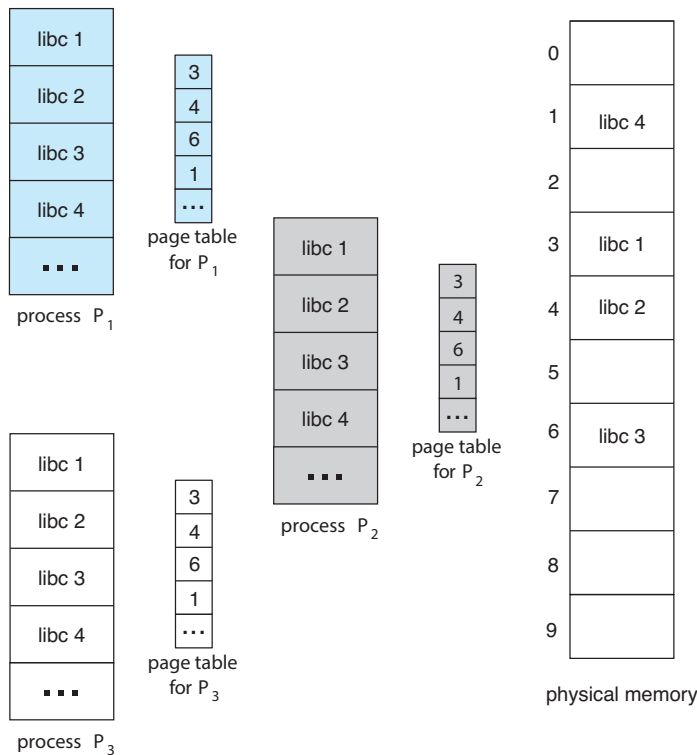 libc 1
libc 2
libc 3
libc 4
...
process P1
3
4
6
1
...
page table
for P1
libc 1
libc 2
libc 3
libc 4
...
process P2
3
4
6
1
...
page table
for P2
libc 1
libc 2
libc 3
libc 4
...
process P3
3
4
6
1
...
page table
for P3
0
1 libc 4
2
3 libc 1
4 libc 2
5
6 libc 3
7
8
9
physical memory